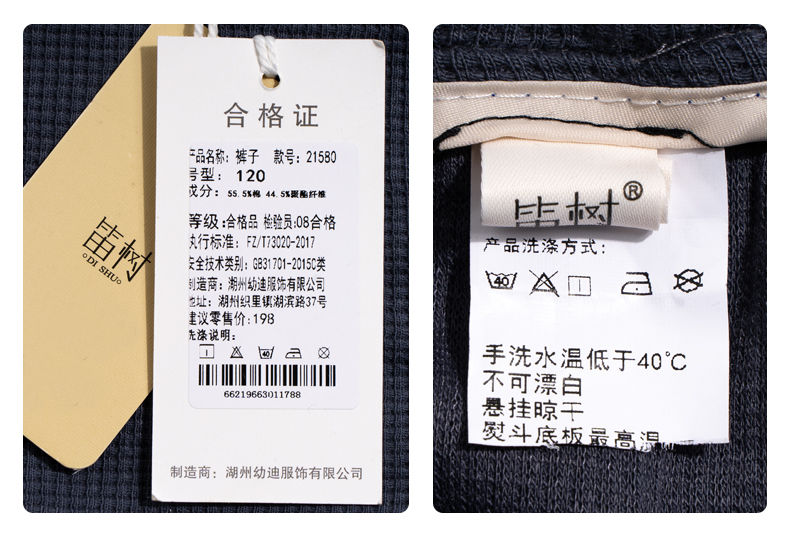 笛树
DI SHU
合格证
产品名称: 裤子 款号: 21580
号型: 120
成分: 55.5%棉 44.5%聚酯纤维
等级:合格品 检验员:08合格
执行标准: FZ/T73020-2017
安全技术类别: GB31701-2015C类
制造商: 湖州幼迪服饰有限公司
地址: 湖州织里镇湖滨路37号
建议零售价:198
洗涤说明:
40
66219663011788
制造商: 湖州幼迪服饰有限公司
笛树®
产品洗涤方式:
40
手洗水温低于40°C
不可漂白
悬挂晾干
熨斗底板最高温